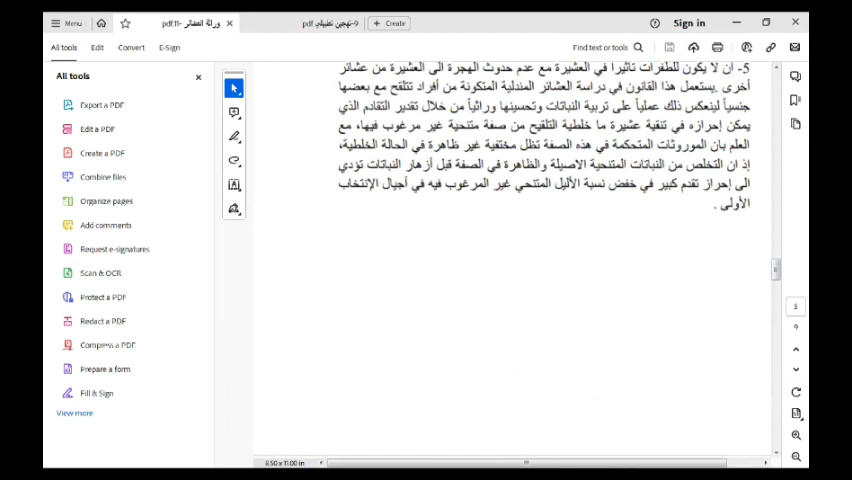 Menu
وراثة العشائر -11.pdf
9-تهجين تطبيقي.pdf
Create
Sign in
All tools
Edit
Convert
E-Sign
Find text or tools
All tools
Export a PDF
Edit a PDF
Create a PDF
Combine files
Organize pages
Add comments
Request e-signatures
Scan & OCR
Protect a PDF
Redact a PDF
Compress a PDF
Prepare a form
Fill & Sign
View more
5- ان لا يكون للطفرات تأثيرا في العشيرة مع عدم حدوث الهجرة الى العشيرة من عشائر
أخرى .يستعمل هذا القانون في دراسة العشائر المندلية المتكونة من أفراد تتلقح مع بعضها
جنسياً لينعكس ذلك عملياً على تربية النباتات وتحسينها وراثياً من خلال تقدير التقادم الذي
يمكن إحرازه في تنقية عشيرة ما خلطية التلقيح من صفة متنحية غير مرغوب فيها، مع
العلم بان الموروثات المتحكمة في هذه الصفة تظل مختفية غير ظاهرة في الحالة الخلطية،
إذ ان التخلص من النباتات المتنحية الاصيلة والظاهرة في الصفة قبل أزهار النباتات تؤدي
الى إحراز تقدم كبير في خفض نسبة الأليل المتنحي غير المرغوب فيه في أجيال الإنتخاب
الأولى .
5
9
8.50 x 11.00 in